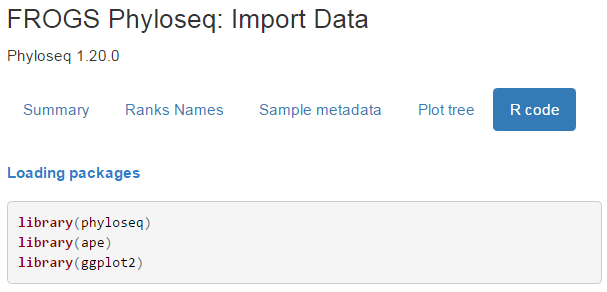 FROGS Phyloseq: Import Data
Phyloseq 1.20.0
Summary Ranks Names Sample metadata Plot tree R code
Loading packages
library(phyloseq)
library(ape)
library(ggplot2)